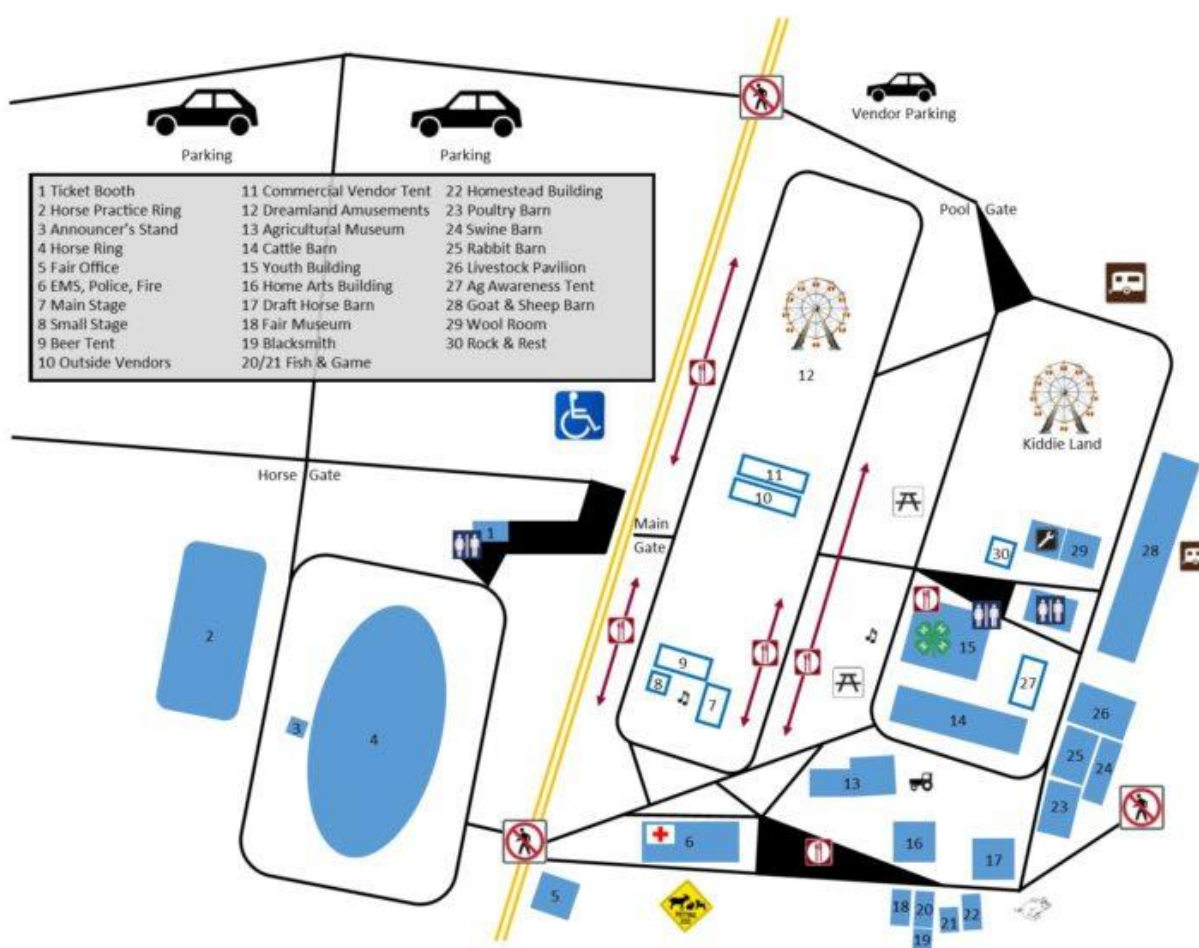 Vendor Parking
Parking
Parking
1 Ticket Booth
2 Horse Practice Ring
3 Announcer's Stand
4 Horse Ring
5 Fair Office
6 EMS, Police, Fire
7 Main Stage
8 Small Stage
9 Beer Tent
10 Outside Vendors
11 Commercial Vendor Tent
12 Dreamland Amusements
13 Agricultural Museum
14 Cattle Barn
15 Youth Building
16 Home Arts Building
17 Draft Horse Barn
18 Fair Museum
19 Blacksmith
20/21 Fish & Game
22 Homestead Building
23 Poultry Barn
24 Swine Barn
25 Rabbit Barn
26 Livestock Pavilion
27 Ag Awareness Tent
28 Goat & Sheep Barn
29 Wool Room
30 Rock & Rest
Pool Gate
12
Kiddie Land
Horse Gate
11
10
Main
Gate
1
30
29
28
2
3
4
9
8
7
15
27
14
26
25
24
23
13
6
16
17
5
PETTING
ZOO
18
20
21
22
19